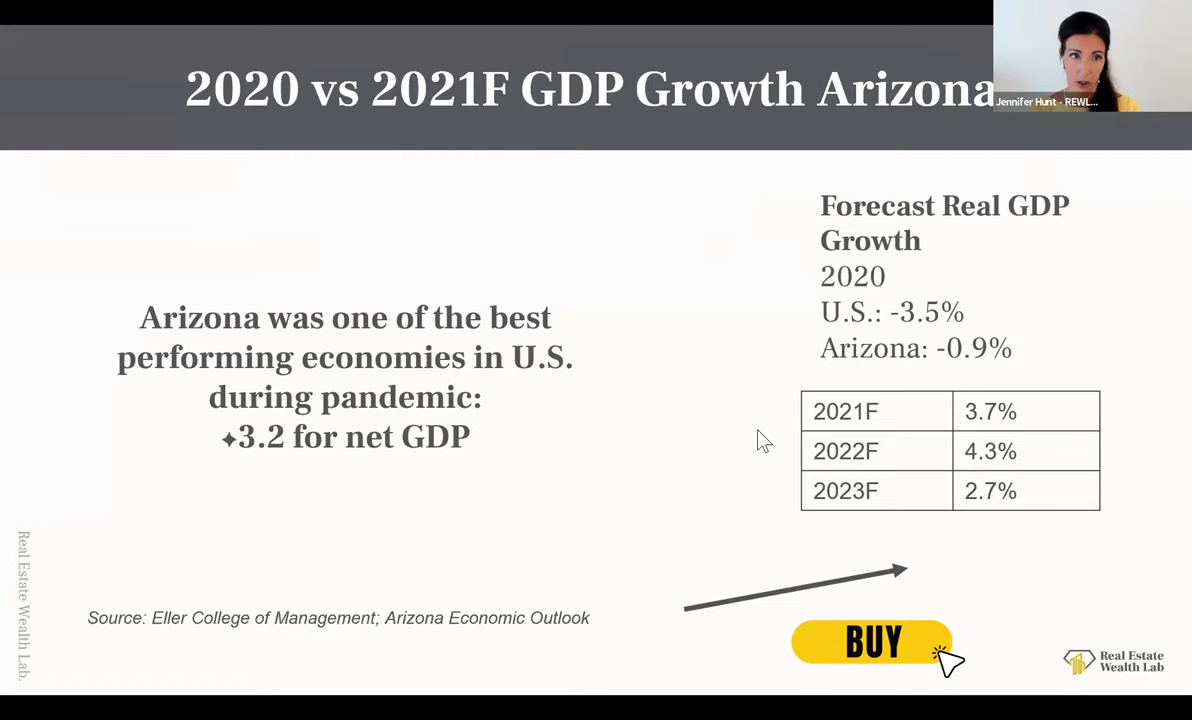 2020 vs 2021F GDP Growth Arizona
Jennifer Hunt - REWL...
Forecast Real GDP
Growth
2020
U.S.: -3.5%
Arizona: -0.9%
Arizona was one of the best
performing economies in U.S.
during pandemic:
+3.2 for net GDP
2021F 3.7%
2022F 4.3%
2023F 2.7%
Source: Eller College of Management; Arizona Economic Outlook
BUY
Real Estate Wealth Lab.
Real Estate
Wealth Lab